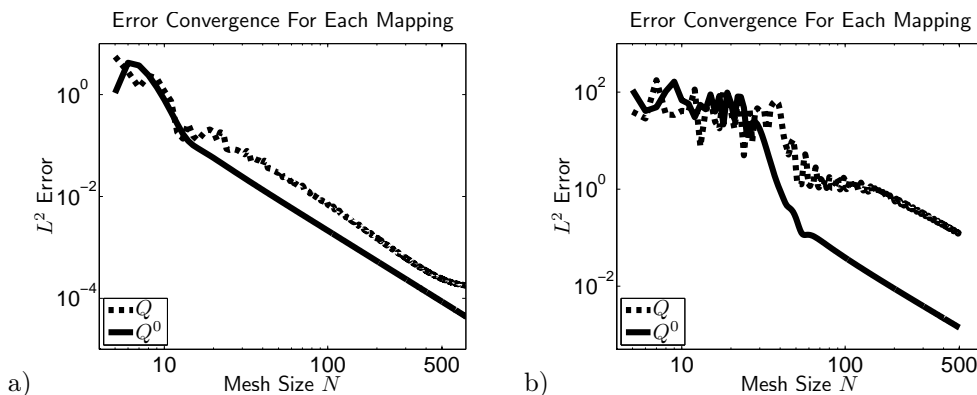 Error Convergence For Each Mapping
10^0
10^-2
10^-4
L^2 Error
Q
Q^0
10
100
500
Mesh Size N
a)
Error Convergence For Each Mapping
10^2
10^0
10^-2
L^2 Error
Q
Q^0
10
100
500
Mesh Size N
b)